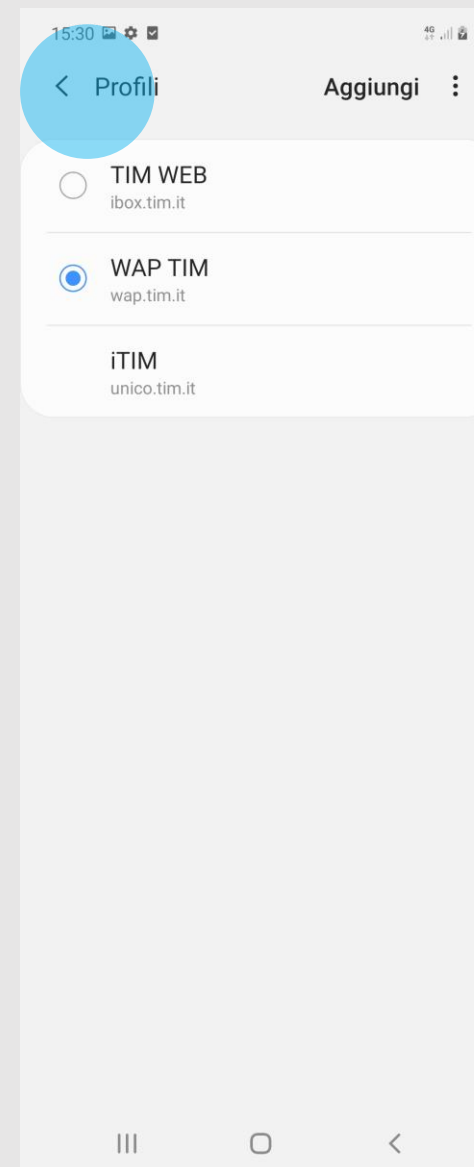 15:30 4G
Profili Aggiungi
TIM WEB
ibox.tim.it
WAP TIM
wap.tim.it
iTIM
unico.tim.it